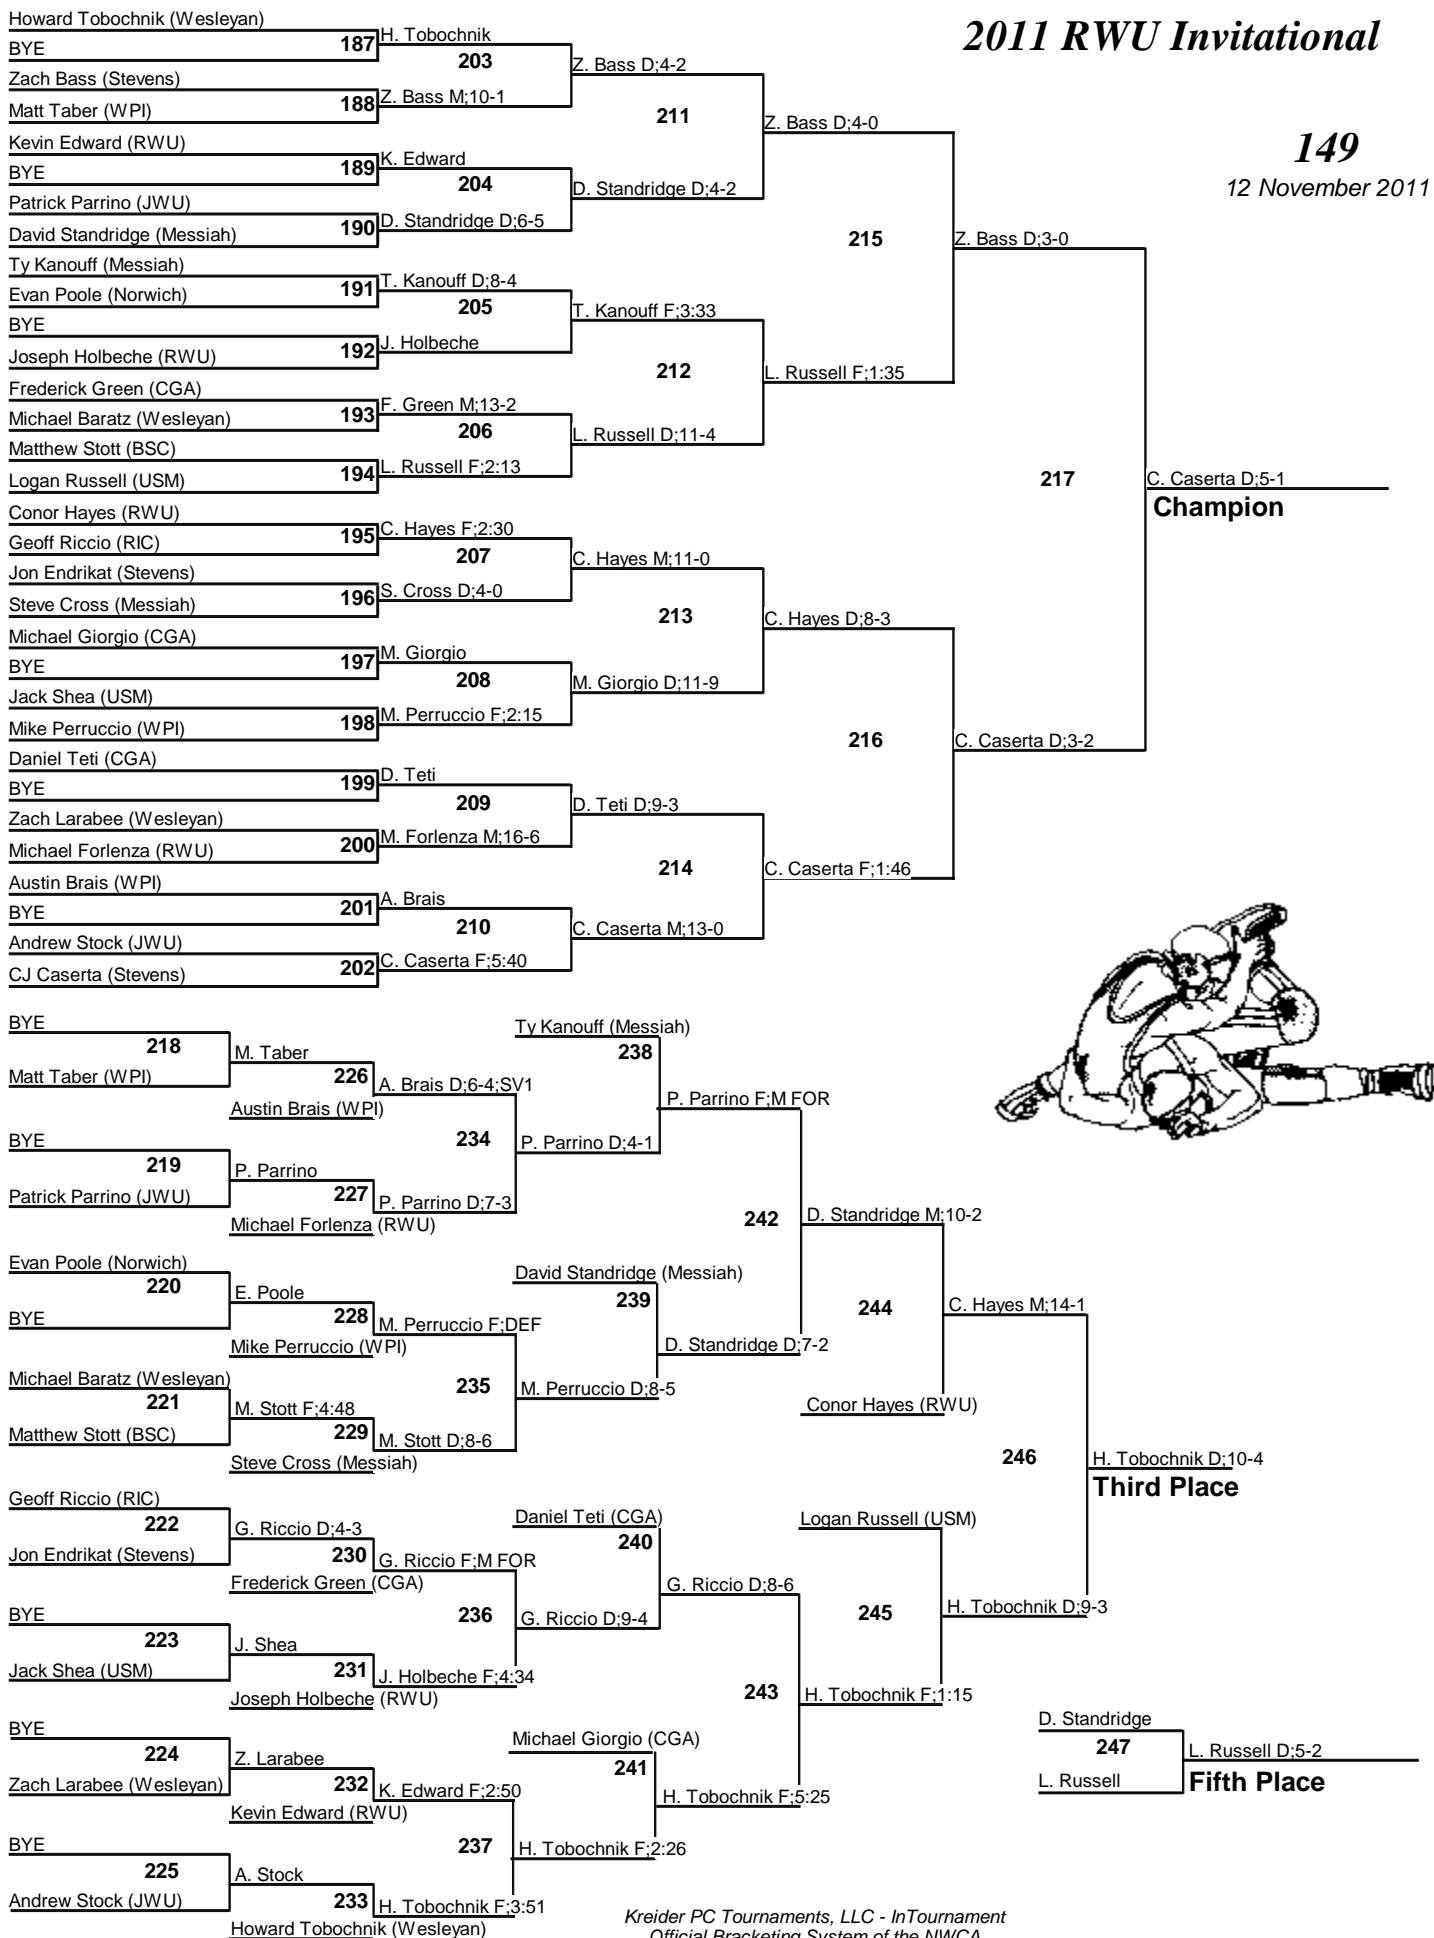 2011 RWU Invitational
149
12 November 2011
Howard Tobochnik (Wesleyan)
BYE
187
H. Tobochnik
203
Zach Bass (Stevens)
Matt Taber (WPI)
188
Z. Bass M;10-1
Z. Bass D;4-2
211
Kevin Edward (RWU)
BYE
189
K. Edward
204
Patrick Parrino (JWU)
David Standridge (Messiah)
190
D. Standridge D;6-5
D. Standridge D;4-2
Z. Bass D;4-0
215
Ty Kanouff (Messiah)
Evan Poole (Norwich)
191
T. Kanouff D;8-4
205
BYE
Joseph Holbeche (RWU)
192
J. Holbeche
T. Kanouff F;3:33
212
Frederick Green (CGA)
Michael Baratz (Wesleyan)
193
F. Green M;13-2
206
Matthew Stott (BSC)
Logan Russell (USM)
194
L. Russell F;2:13
L. Russell D;11-4
L. Russell F;1:35
Z. Bass D;3-0
217
Conor Hayes (RWU)
Geoff Riccio (RIC)
195
C. Hayes F;2:30
207
Jon Endrikat (Stevens)
Steve Cross (Messiah)
196
S. Cross D;4-0
C. Hayes M;11-0
213
Michael Giorgio (CGA)
BYE
197
M. Giorgio
208
Jack Shea (USM)
Mike Perruccio (WPI)
198
M. Perruccio F;2:15
M. Giorgio D;11-9
C. Hayes D;8-3
216
Daniel Teti (CGA)
BYE
199
D. Teti
209
Zach Larabee (Wesleyan)
Michael Forlenza (RWU)
200
M. Forlenza M;16-6
D. Teti D;9-3
214
Austin Brais (WPI)
BYE
201
A. Brais
210
Andrew Stock (JWU)
CJ Caserta (Stevens)
202
C. Caserta F;5:40
C. Caserta M;13-0
C. Caserta F;1:46
C. Caserta D;3-2
C. Caserta D;5-1
Champion
BYE
218
Matt Taber (WPI)
M. Taber
226
Austin Brais (WPI)
A. Brais D;6-4;SV1
234
BYE
219
Patrick Parrino (JWU)
P. Parrino
227
Michael Forlenza (RWU)
P. Parrino D;7-3
Ty Kanouff (Messiah)
238
P. Parrino D;4-1
P. Parrino F;M FOR
242
Evan Poole (Norwich)
220
BYE
E. Poole
228
Mike Perruccio (WPI)
M. Perruccio F;DEF
235
Michael Baratz (Wesleyan)
221
Matthew Stott (BSC)
M. Stott F;4:48
229
Steve Cross (Messiah)
M. Stott D;8-6
David Standridge (Messiah)
239
M. Perruccio D;8-5
D. Standridge D;7-2
D. Standridge M;10-2
244
Conor Hayes (RWU)
C. Hayes M;14-1
246
Geoff Riccio (RIC)
222
Jon Endrikat (Stevens)
G. Riccio D;4-3
230
Frederick Green (CGA)
G. Riccio F;M FOR
236
BYE
223
Jack Shea (USM)
J. Shea
231
Joseph Holbeche (RWU)
J. Holbeche F;4:34
Daniel Teti (CGA)
240
G. Riccio D;9-4
G. Riccio D;8-6
243
BYE
224
Zach Larabee (Wesleyan)
Z. Larabee
232
Kevin Edward (RWU)
K. Edward F;2:50
237
BYE
225
Andrew Stock (JWU)
A. Stock
233
Howard Tobochnik (Wesleyan)
H. Tobochnik F;3:51
Michael Giorgio (CGA)
241
H. Tobochnik F;2:26
H. Tobochnik F;5:25
Logan Russell (USM)
245
H. Tobochnik F;1:15
H. Tobochnik D;9-3
H. Tobochnik D;10-4
Third Place
D. Standridge
247
L. Russell
L. Russell D;5-2
Fifth Place
Kreider PC Tournaments, LLC - InTournament
Official Bracketing System of the NWCA